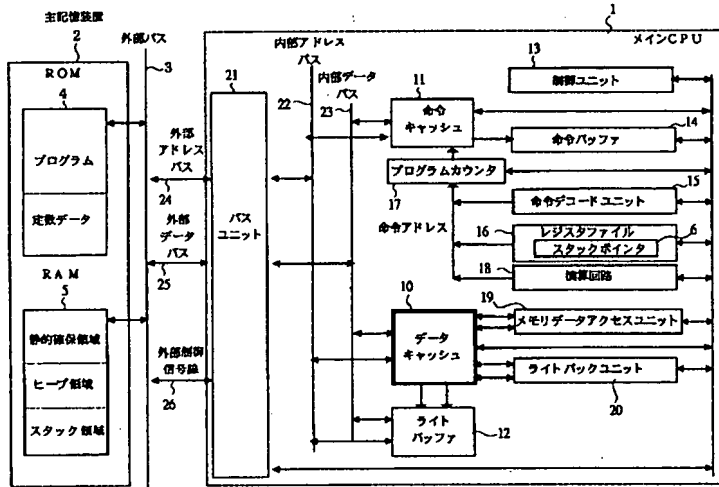 主記憶装置
2
ROM
4
プログラム
定数データ
RAM
5
静的確保領域
ヒープ領域
スタック領域
外部バス
3
外部
アドレス
バス
24
外部
データ
バス
25
外部制御
信号線
26
1
メインCPU
21
バス
ユニット
内部アドレス
バス
22
内部データ
バス
23
11
命令
キャッシュ
プログラムカウンタ
17
命令アドレス
13
制御ユニット
14
命令バッファ
15
命令デコードユニット
16
レジスタファイル
6
スタックポインタ
18
演算回路
10
データ
キャッシュ
19
メモリデータアクセスユニット
ライトバックユニット
20
ライト
バッファ
12